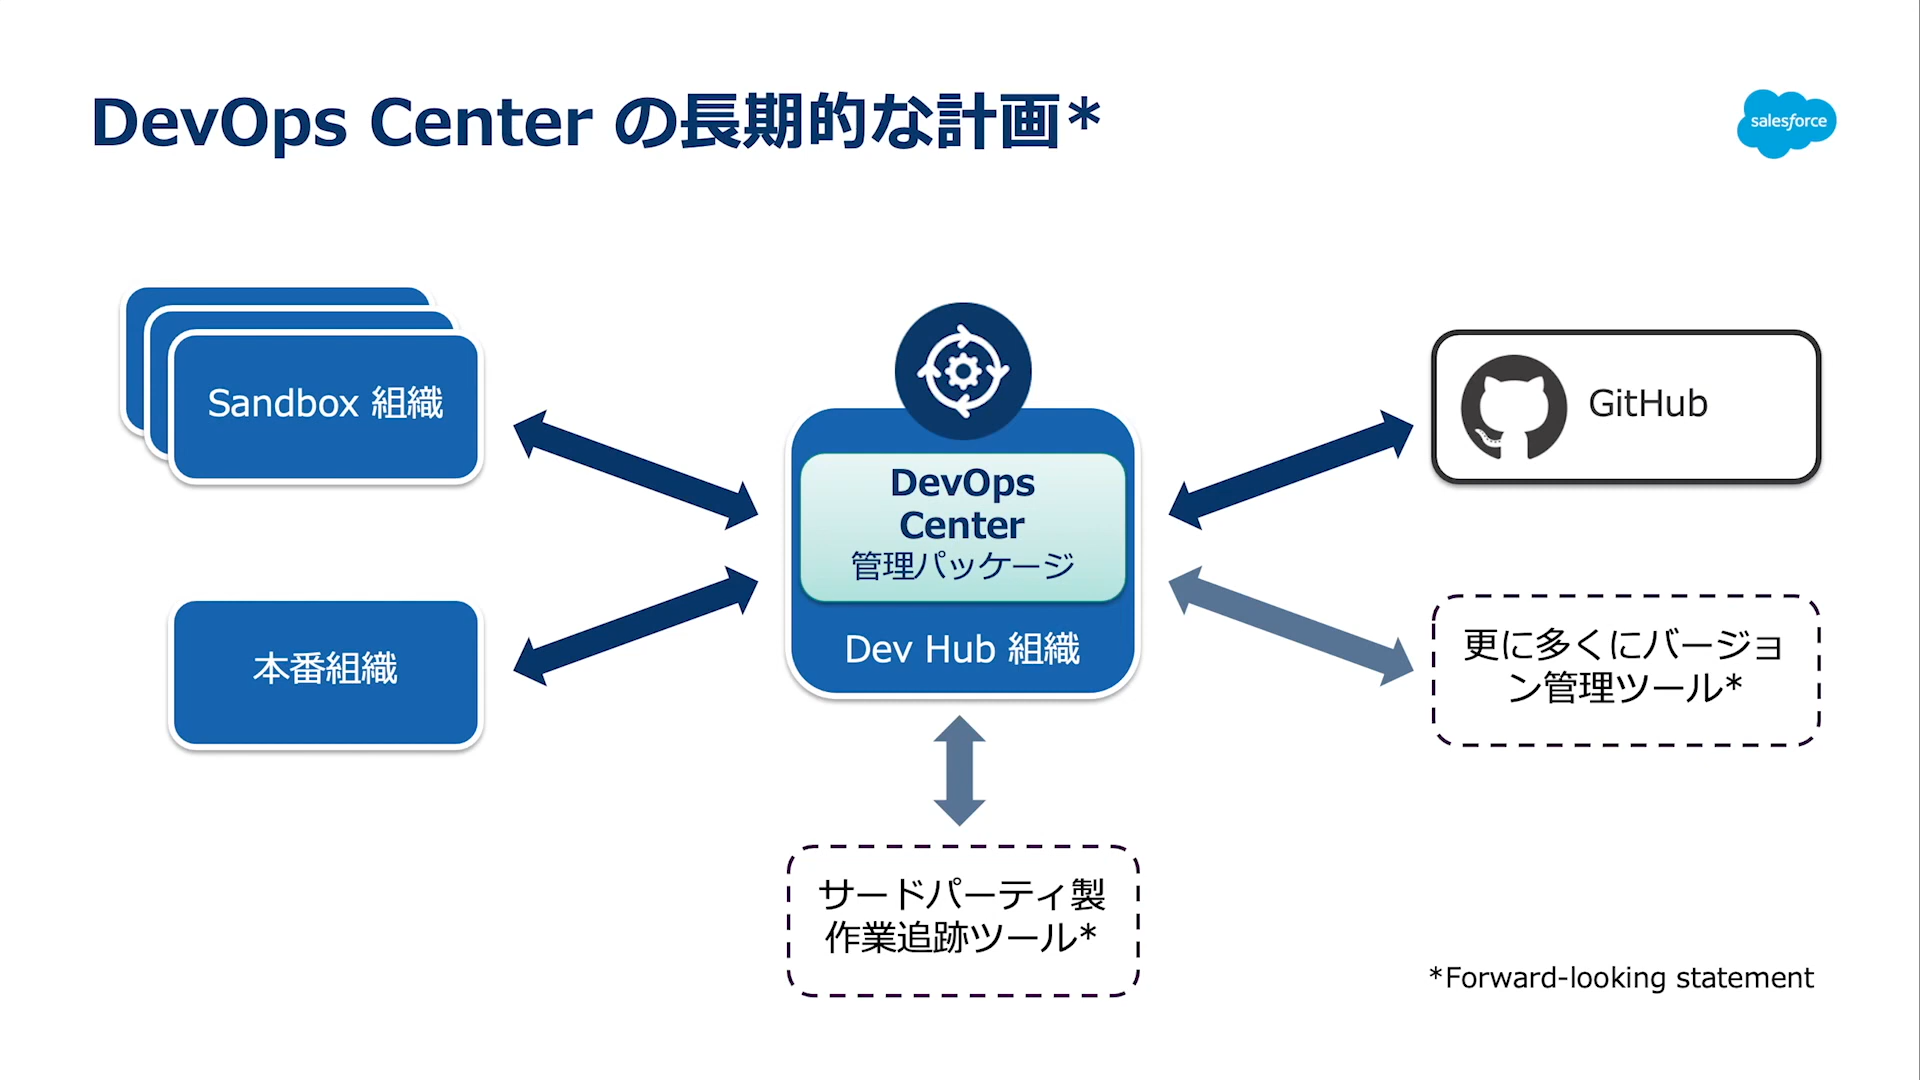 DevOps Center の長期的な計画*
salesforce
Sandbox 組織
本番組織
DevOps
Center
管理パッケージ
Dev Hub 組織
GitHub
更に多くにバージョ
ン管理ツール*
サードパーティ製
作業追跡ツール*
*Forward-looking statement